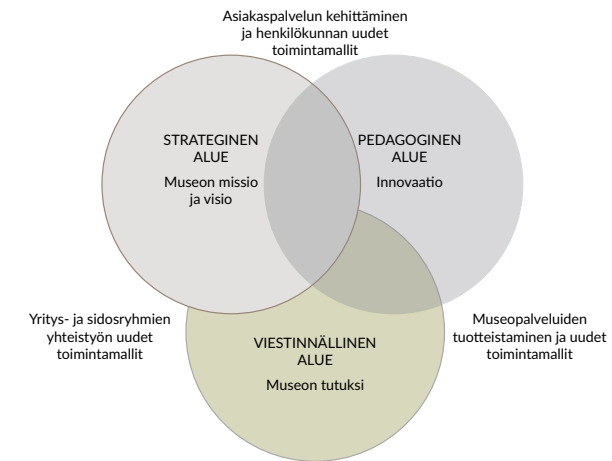 Asiakaspalvelun kehittäminen
ja henkilökunnan uudet
toimintamallit
STRATEGINEN
ALUE
Museon missio
ja visio
PEDAGOGINEN
ALUE
Innovaatio
Yritys- ja sidosryhmien
yhteistyön uudet
toimintamallit
VIESTINNÄLLINEN
ALUE
Museon tutuksi
Museopalveluiden
tuotteistaminen ja uudet
toimintamallit